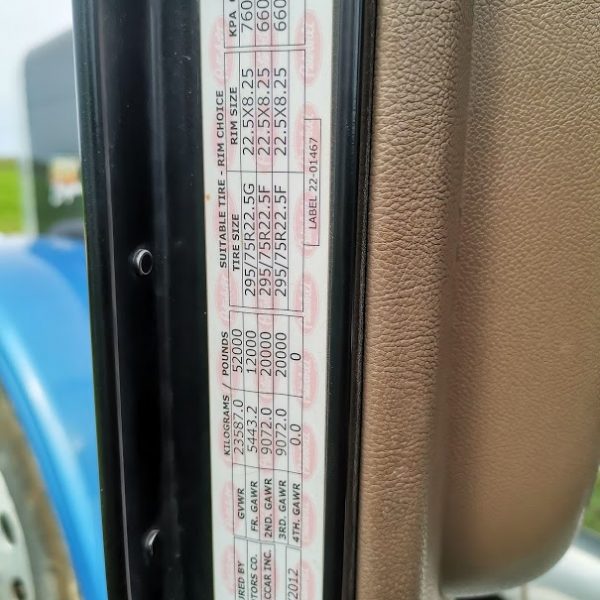 SUITABLE TIRE - RIM CHOICE
KILOGRAMS / POUNDS TIRE SIZE RIM SIZE KPA
GVWR 23587.0 52000
FR. GAWR 5443.2 12000 295/75R22.5G 22.5X8.25 760
2ND. GAWR 9072.0 20000 295/75R22.5F 22.5X8.25 660
3RD. GAWR 9072.0 20000 295/75R22.5F 22.5X8.25 660
4TH. GAWR 0.0 0
URED BY
TORS CO.
CCAR INC.
2012
LABEL 22-01467